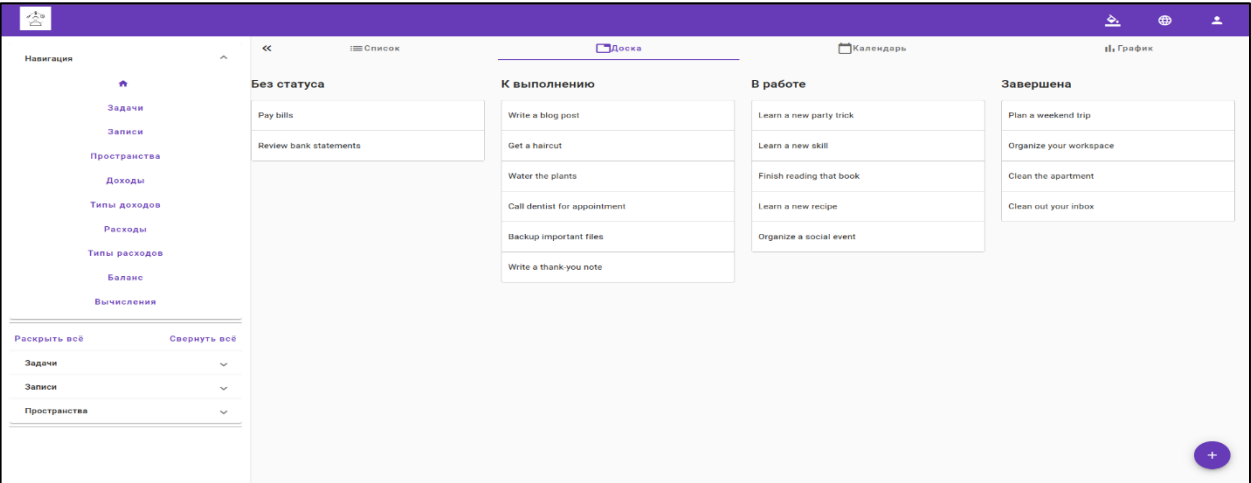 Навигация
Задачи
Записи
Пространства
Доходы
Типы доходов
Расходы
Типы расходов
Баланс
Вычисления
Раскрыть всё Свернуть всё
Задачи
Записи
Пространства
Список Доска Календарь График
Без статуса
Pay bills
Review bank statements
К выполнению
Write a blog post
Get a haircut
Water the plants
Call dentist for appointment
Backup important files
Write a thank-you note
В работе
Learn a new party trick
Learn a new skill
Finish reading that book
Learn a new recipe
Organize a social event
Завершена
Plan a weekend trip
Organize your workspace
Clean the apartment
Clean out your inbox